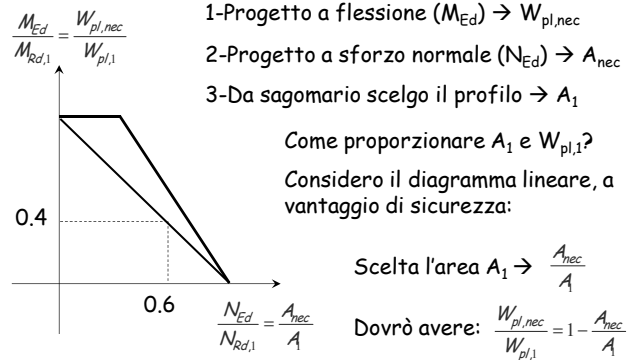 1-Progetto a flessione (M_Ed) → W_pl,nec
M_Ed / M_Rd,1 = W_pl,nec / W_pl,1
2-Progetto a sforzo normale (N_Ed) → A_nec
3-Da sagomario scelgo il profilo → A_1
Come proporzionare A_1 e W_pl,1?
Considero il diagramma lineare, a
vantaggio di sicurezza:
0.4
Scelta l'area A_1 → A_nec / A_1
0.6
N_Ed / N_Rd,1 = A_nec / A_1
Dovrò avere: W_pl,nec / W_pl,1 = 1 − A_nec / A_1